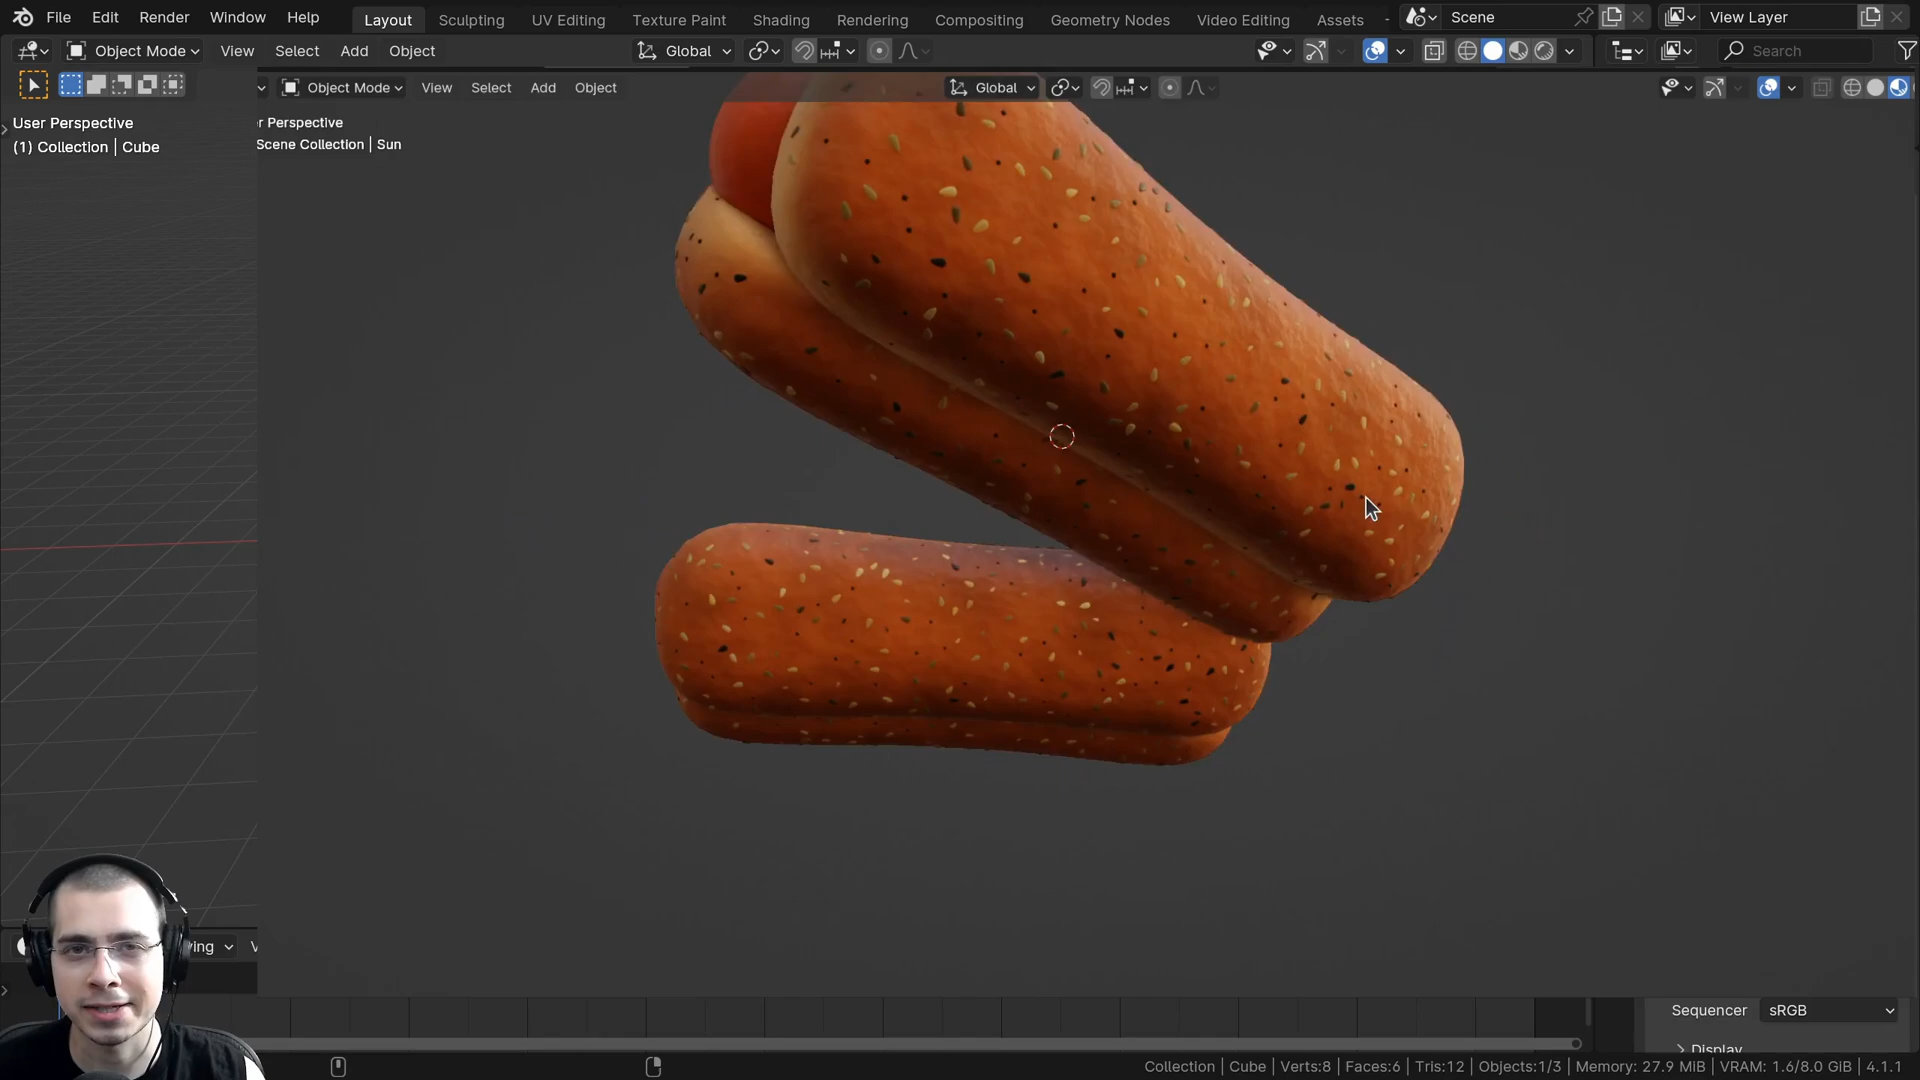 File Edit Render Window Help Layout Sculpting UV Editing Texture Paint Shading Rendering Compositing Geometry Nodes Video Editing Assets Scene View Layer
Object Mode View Select Add Object Global Search
Object Mode View Select Add Object Global
User Perspective
r Perspective
(1) Collection | Cube
Scene Collection | Sun
ving V
Sequencer sRGB
Display
Collection | Cube | Verts:8 | Faces:6 | Tris:12 | Objects:1/3 | Memory: 27.9 MiB | VRAM: 1.6/8.0 GiB | 4.1.1